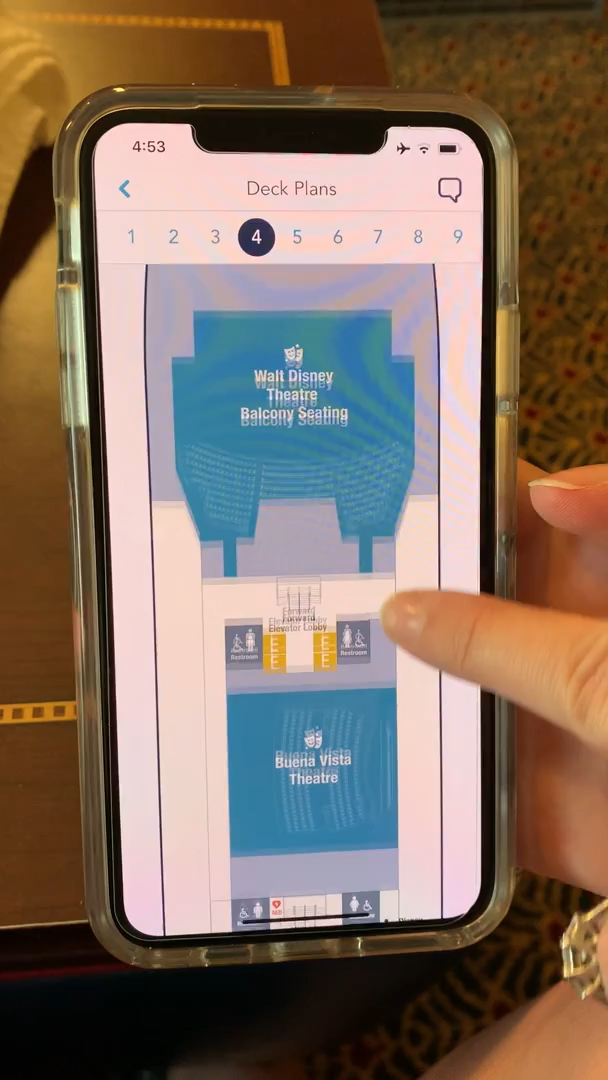 4:53
Deck Plans
1 2 3 4 5 6 7 8 9
Walt Disney
Theatre
Balcony Seating
Forward
Elevator Lobby
Restroom
E E
E E
E E
Restroom
Buena Vista
Theatre